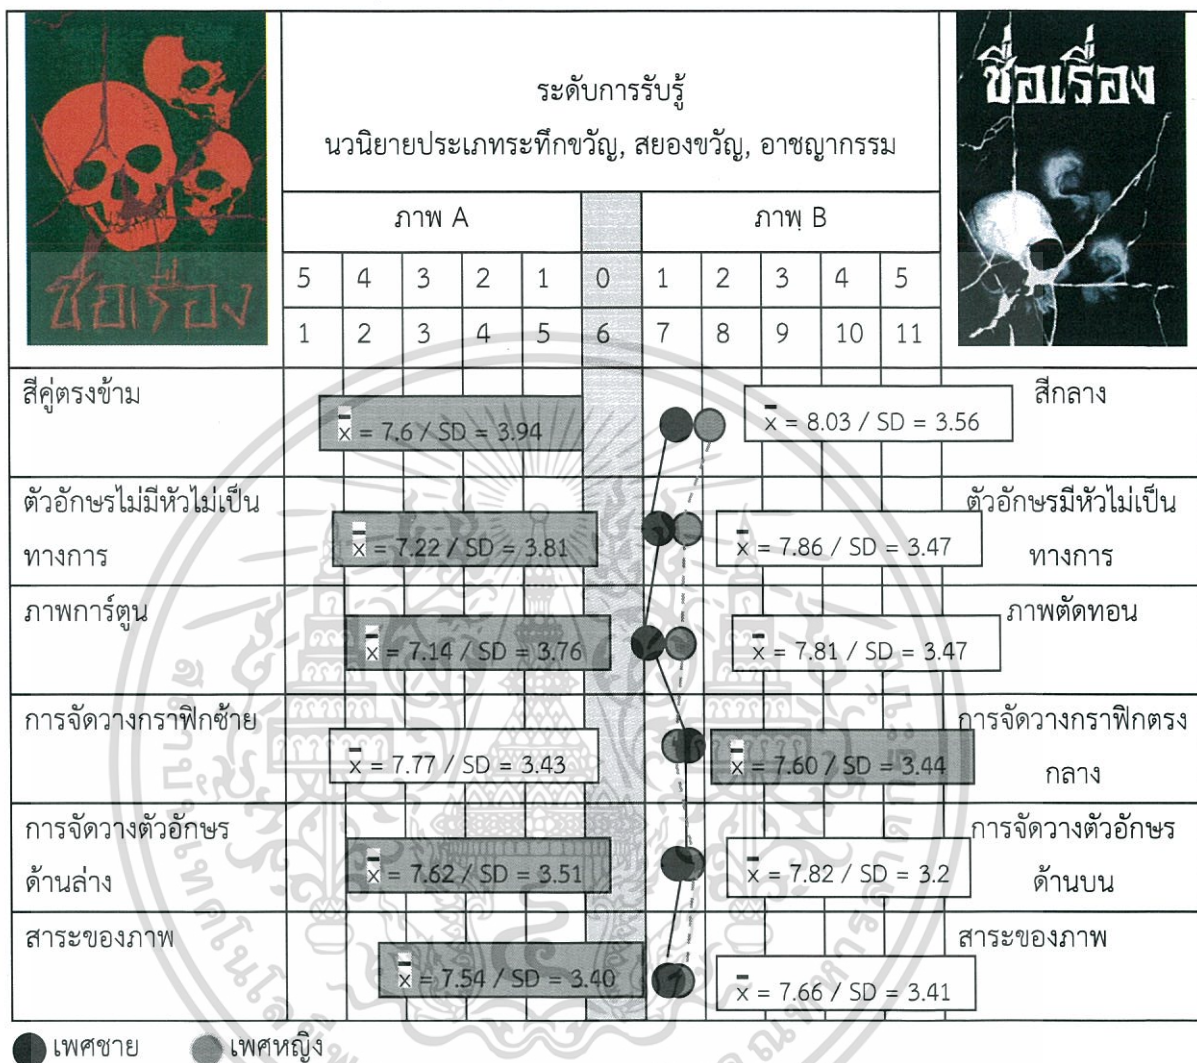 ชื่อเรื่อง
ระดับการรับรู้
นวนิยายประเภทระทึกขวัญ, สยองขวัญ, อาชญากรรม
ชื่อเรื่อง
ภาพ A
ภาพ B
5 4 3 2 1 0 1 2 3 4 5
1 2 3 4 5 6 7 8 9 10 11
สีคู่ตรงข้าม
x̄ = 7.6 / SD = 3.94
x̄ = 8.03 / SD = 3.56
สีกลาง
ตัวอักษรไม่มีหัวไม่เป็น
ทางการ
x̄ = 7.22 / SD = 3.81
x̄ = 7.86 / SD = 3.47
ตัวอักษรมีหัวไม่เป็น
ทางการ
ภาพการ์ตูน
x̄ = 7.14 / SD = 3.76
x̄ = 7.81 / SD = 3.47
ภาพตัดทอน
การจัดวางกราฟิกซ้าย
x̄ = 7.77 / SD = 3.43
x̄ = 7.60 / SD = 3.44
การจัดวางกราฟิกตรง
กลาง
การจัดวางตัวอักษร
ด้านล่าง
x̄ = 7.62 / SD = 3.51
x̄ = 7.82 / SD = 3.2
การจัดวางตัวอักษร
ด้านบน
สาระของภาพ
x̄ = 7.54 / SD = 3.40
x̄ = 7.66 / SD = 3.41
สาระของภาพ
เพศชาย เพศหญิง